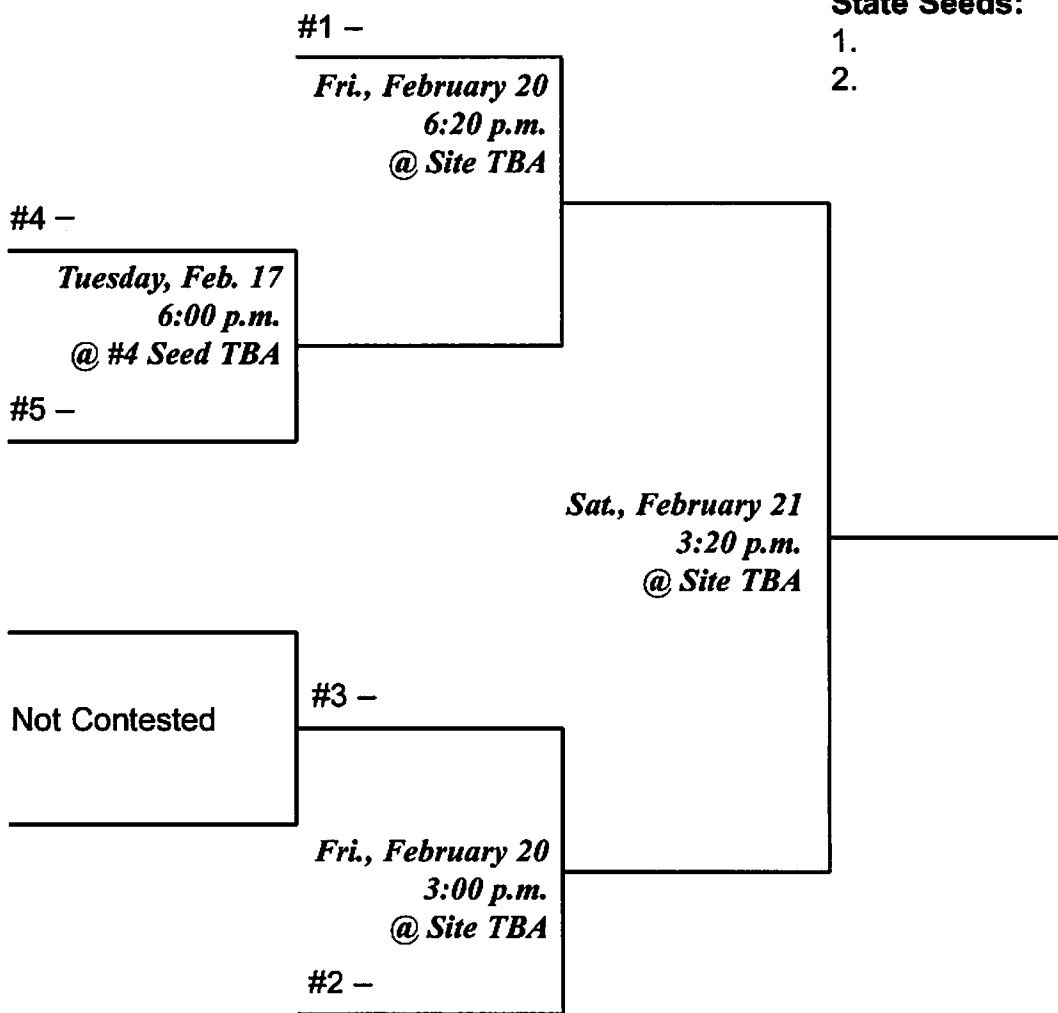 State Seeds:
1.
2.
#1 –
Fri., February 20
6:20 p.m.
@ Site TBA
#4 –
Tuesday, Feb. 17
6:00 p.m.
@ #4 Seed TBA
#5 –
Sat., February 21
3:20 p.m.
@ Site TBA
Not Contested
#3 –
Fri., February 20
3:00 p.m.
@ Site TBA
#2 –